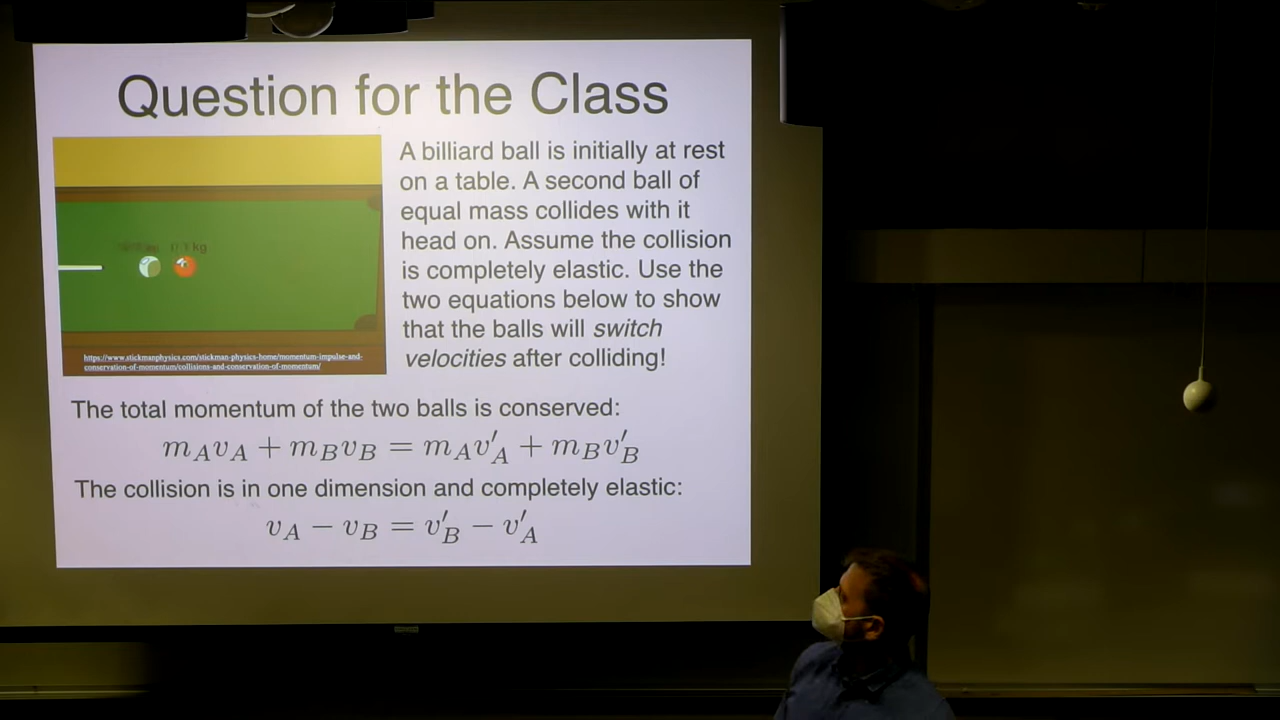 Question for the Class
A billiard ball is initially at rest
on a table. A second ball of
equal mass collides with it
head on. Assume the collision
is completely elastic. Use the
two equations below to show
that the balls will switch
velocities after colliding!
kg
https://www.stickmanphysics.com/stickman-physics-home/momentum-impulse-and-
conservation-of-momentum/collisions-and-conservation-of-momentum/
The total momentum of the two balls is conserved:
m_A v_A + m_B v_B = m_A v'_A + m_B v'_B
The collision is in one dimension and completely elastic:
v_A − v_B = v'_B − v'_A